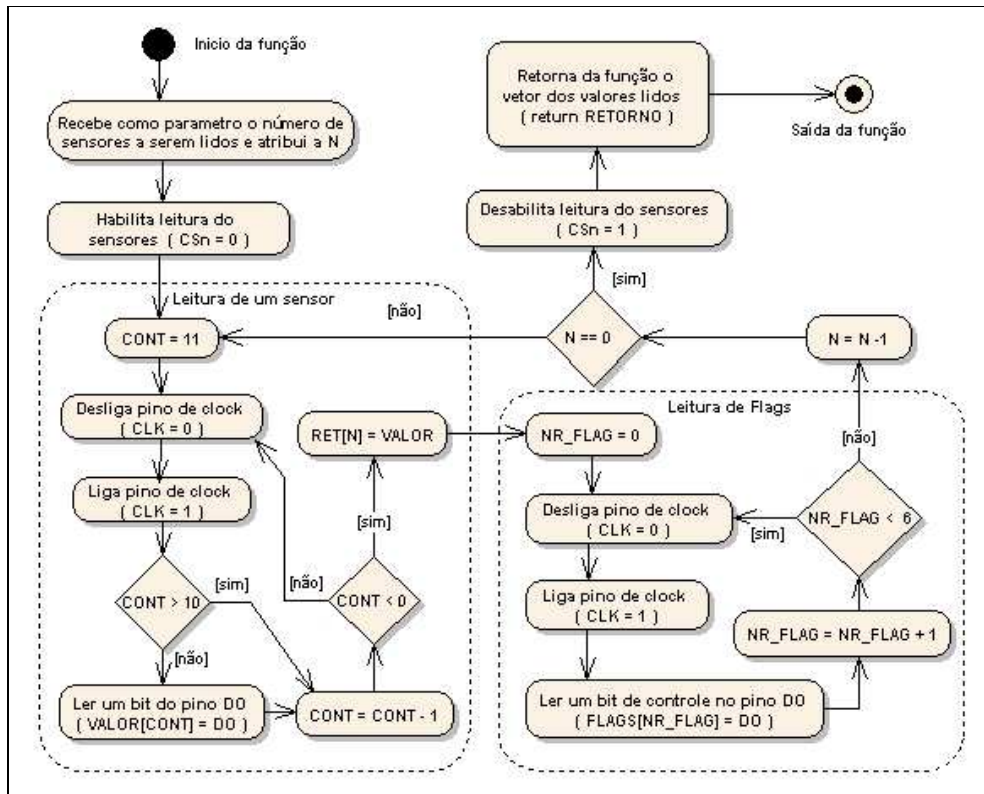 Inicio da função
Recebe como parametro o número de
sensores a serem lidos e atribui a N
Habilita leitura do
sensores ( CSn = 0 )
Leitura de um sensor
CONT = 11
Desliga pino de clock
( CLK = 0 )
Liga pino de clock
( CLK = 1 )
CONT > 10
[sim]
[não]
Ler um bit do pino DO
( VALOR[CONT] = DO )
CONT = CONT - 1
CONT < 0
[não]
[sim]
RET[N] = VALOR
Leitura de Flags
NR_FLAG = 0
Desliga pino de clock
( CLK = 0 )
Liga pino de clock
( CLK = 1 )
Ler um bit de controle no pino DO
( FLAGS[NR_FLAG] = DO )
NR_FLAG = NR_FLAG + 1
NR_FLAG < 6
[sim]
[não]
N = N -1
N == 0
[não]
[sim]
Desabilita leitura do sensores
( CSn = 1 )
Retorna da função o
vetor dos valores lidos
( return RETORNO )
Saída da função